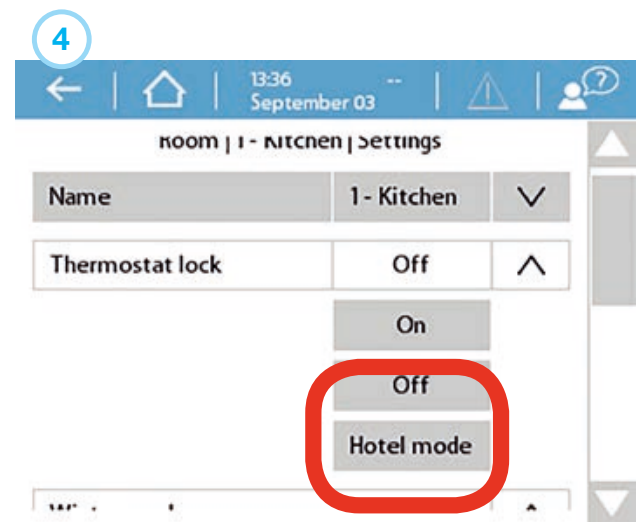 4
13:36 --
September 03
?
Room | 1 - Kitchen | Settings
Name 1 - Kitchen
Thermostat lock Off
On
Off
Hotel mode